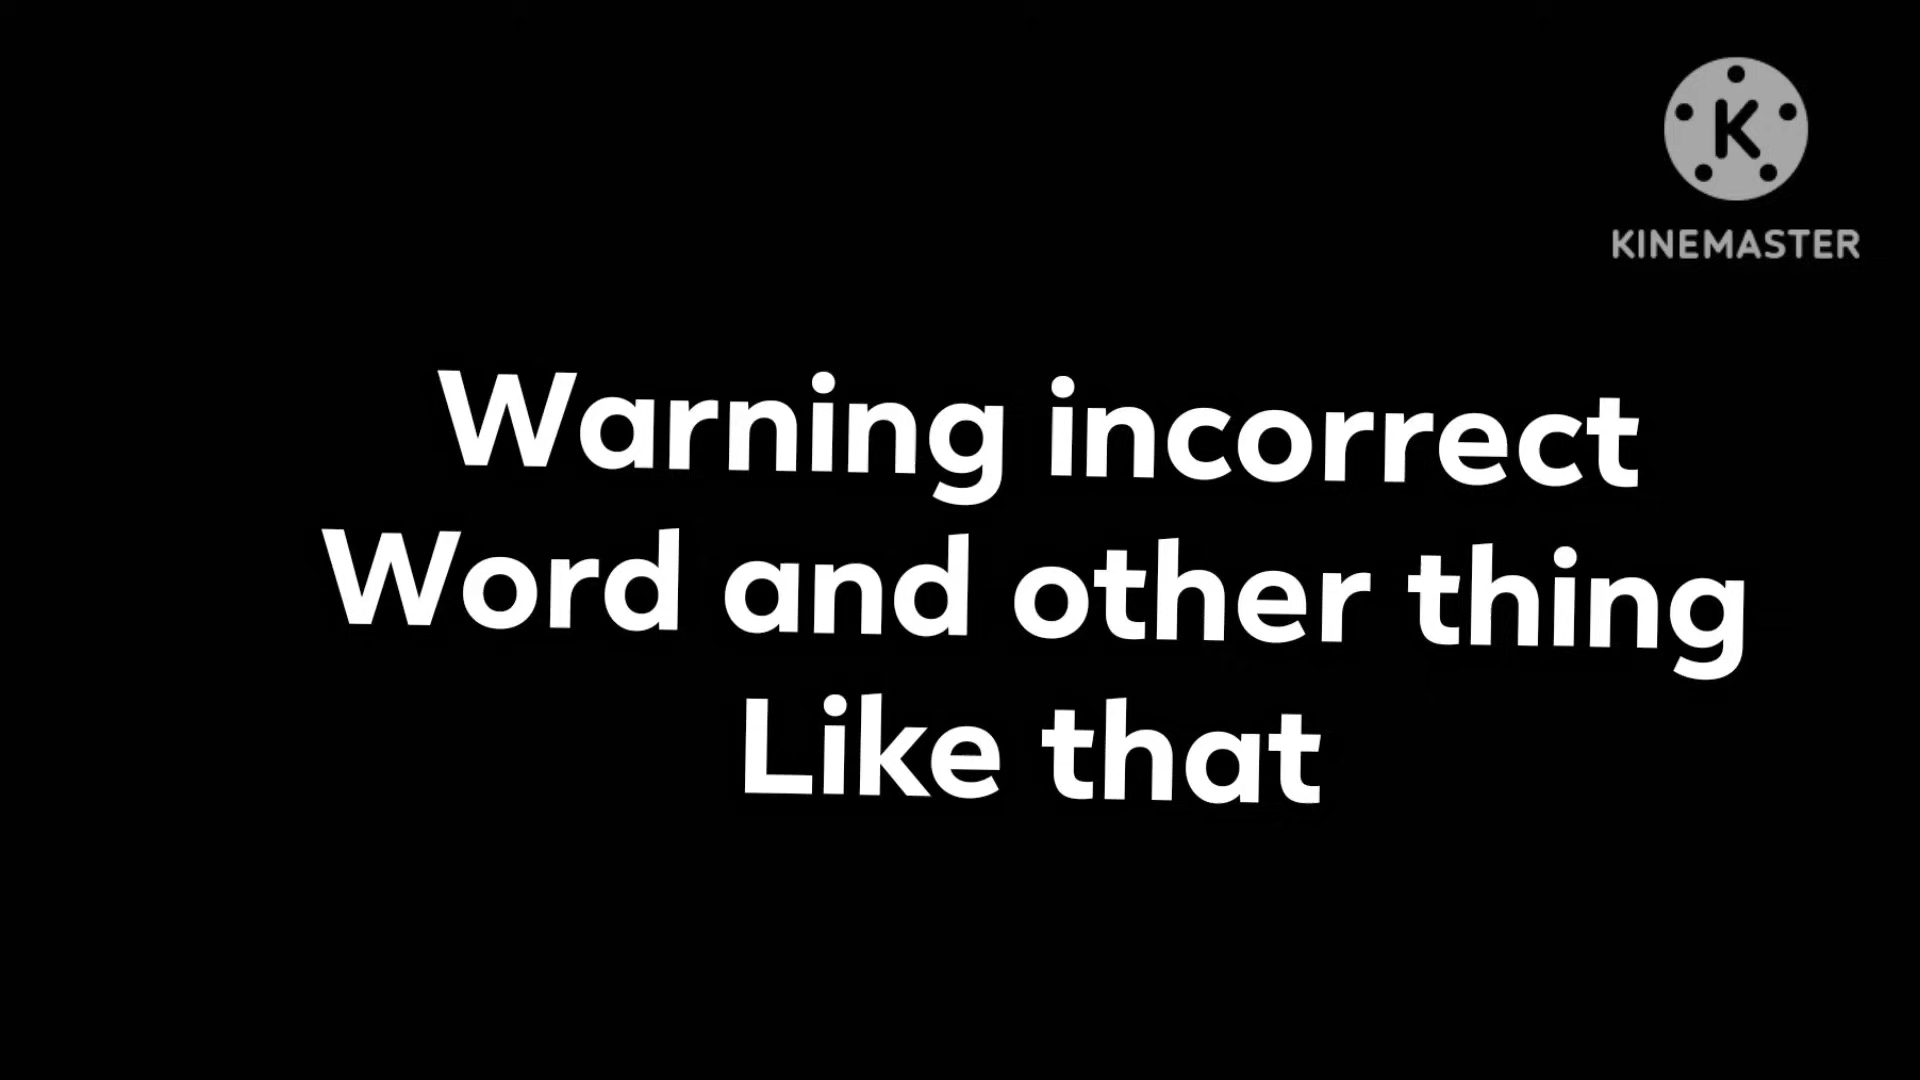 K
KINEMASTER
Warning incorrect
Word and other thing
Like that